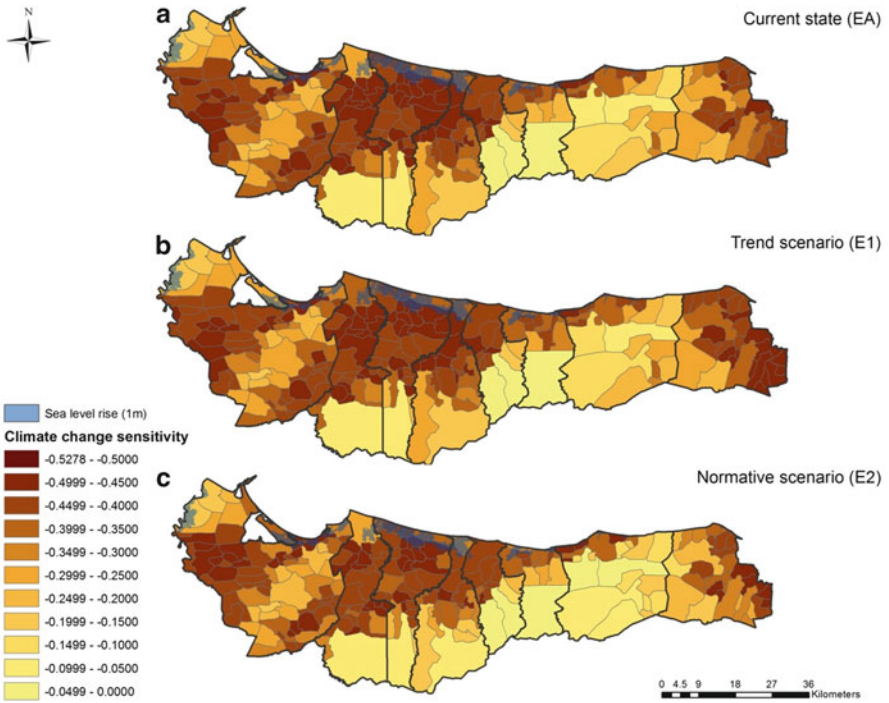 N
a
Current state (EA)
b
Trend scenario (E1)
Sea level rise (1m)
Climate change sensitivity
-0.5278 - -0.5000
-0.4999 - -0.4500
-0.4499 - -0.4000
-0.3999 - -0.3500
-0.3499 - -0.3000
-0.2999 - -0.2500
-0.2499 - -0.2000
-0.1999 - -0.1500
-0.1499 - -0.1000
-0.0999 - -0.0500
-0.0499 - 0.0000
c
Normative scenario (E2)
0 4.5 9 18 27 36
Kilometers